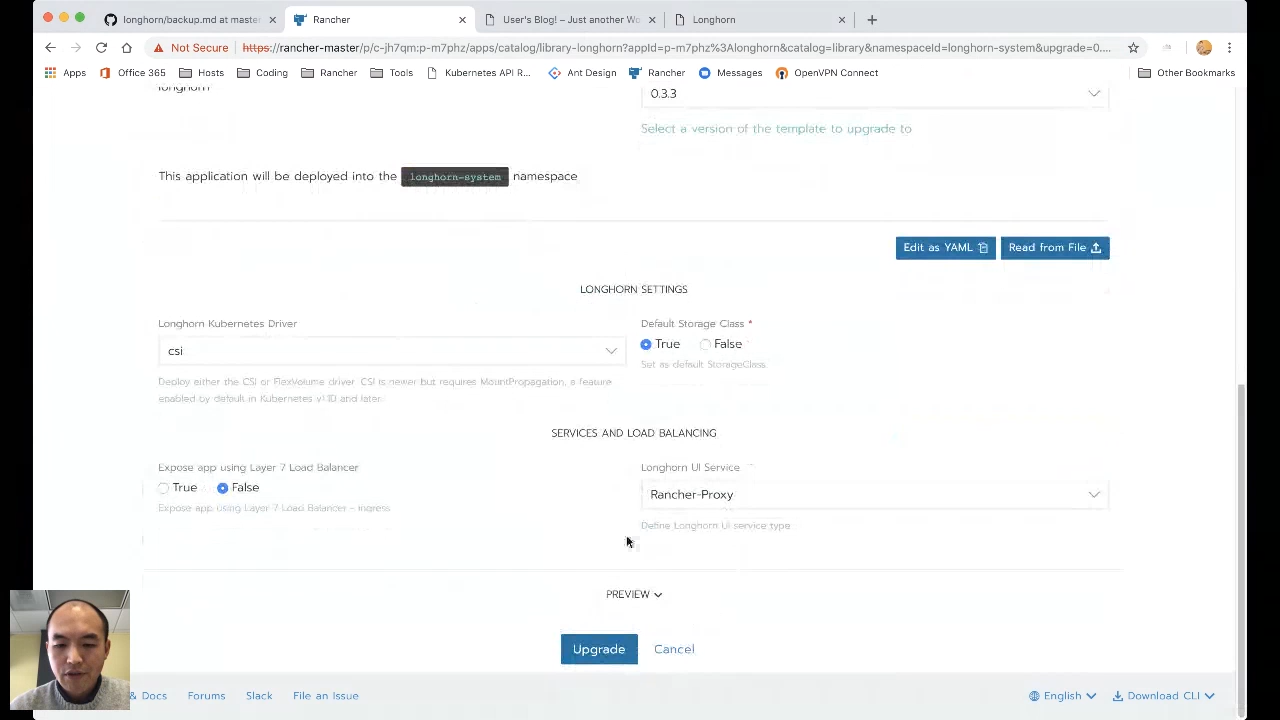 longhorn/backup.md at master
Rancher
User's Blog! – Just another Wo
Longhorn
Not Secure
https://rancher-master/p/c-jh7qm:p-m7phz/apps/catalog/library-longhorn?appId=p-m7phz%3Alonghorn&catalog=library&namespaceId=longhorn-system&upgrade=0....
Apps
Office 365
Hosts
Coding
Rancher
Tools
Kubernetes API R...
Ant Design
Rancher
Messages
OpenVPN Connect
Other Bookmarks
longhorn
0.3.3
Select a version of the template to upgrade to
This application will be deployed into the longhorn-system namespace
Edit as YAML
Read from File
LONGHORN SETTINGS
Longhorn Kubernetes Driver
csi
Deploy either the CSI or FlexVolume driver. CSI is newer but requires MountPropagation, a feature
enabled by default in Kubernetes v1.10 and later.
Default Storage Class *
True
False
Set as default StorageClass
SERVICES AND LOAD BALANCING
Expose app using Layer 7 Load Balancer
True
False
Expose app using Layer 7 Load Balancer - ingress
Longhorn UI Service
Rancher-Proxy
Define Longhorn UI service type
PREVIEW
Upgrade
Cancel
& Docs
Forums
Slack
File an Issue
English
Download CLI